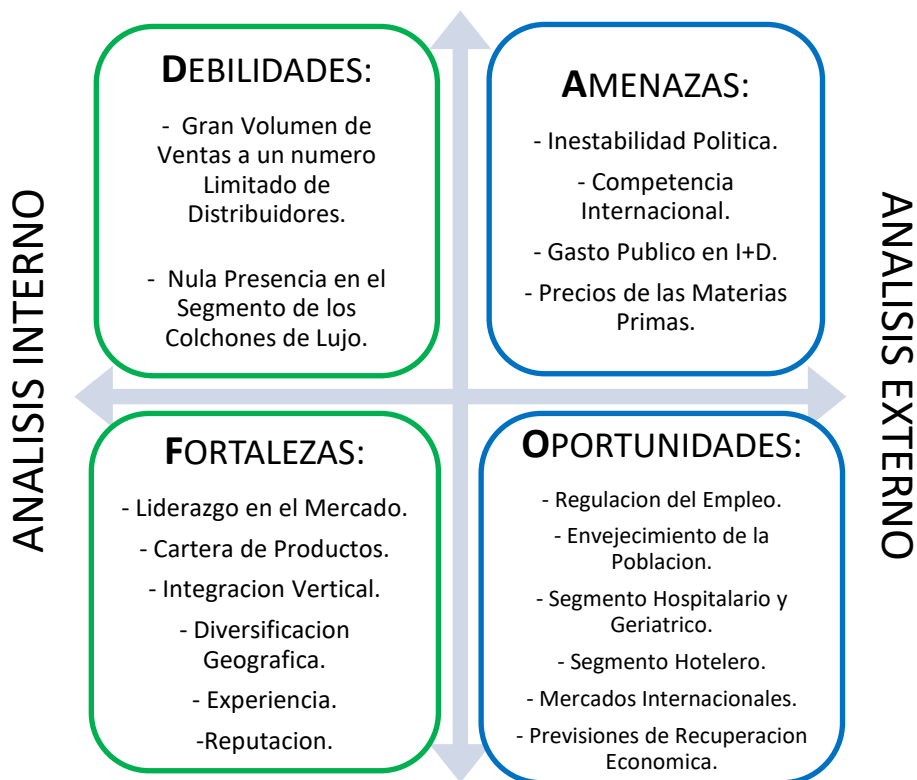 ANALISIS INTERNO
DEBILIDADES:
- Gran Volumen de
Ventas a un numero
Limitado de
Distribuidores.
- Nula Presencia en el
Segmento de los
Colchones de Lujo.
AMENAZAS:
- Inestabilidad Politica.
- Competencia
Internacional.
- Gasto Publico en I+D.
- Precios de las Materias
Primas.
FORTALEZAS:
- Liderazgo en el Mercado.
- Cartera de Productos.
- Integracion Vertical.
- Diversificacion
Geografica.
- Experiencia.
-Reputacion.
OPORTUNIDADES:
- Regulacion del Empleo.
- Envejecimiento de la
Poblacion.
- Segmento Hospitalario y
Geriatrico.
- Segmento Hotelero.
- Mercados Internacionales.
- Previsiones de Recuperacion
Economica.
ANALISIS EXTERNO